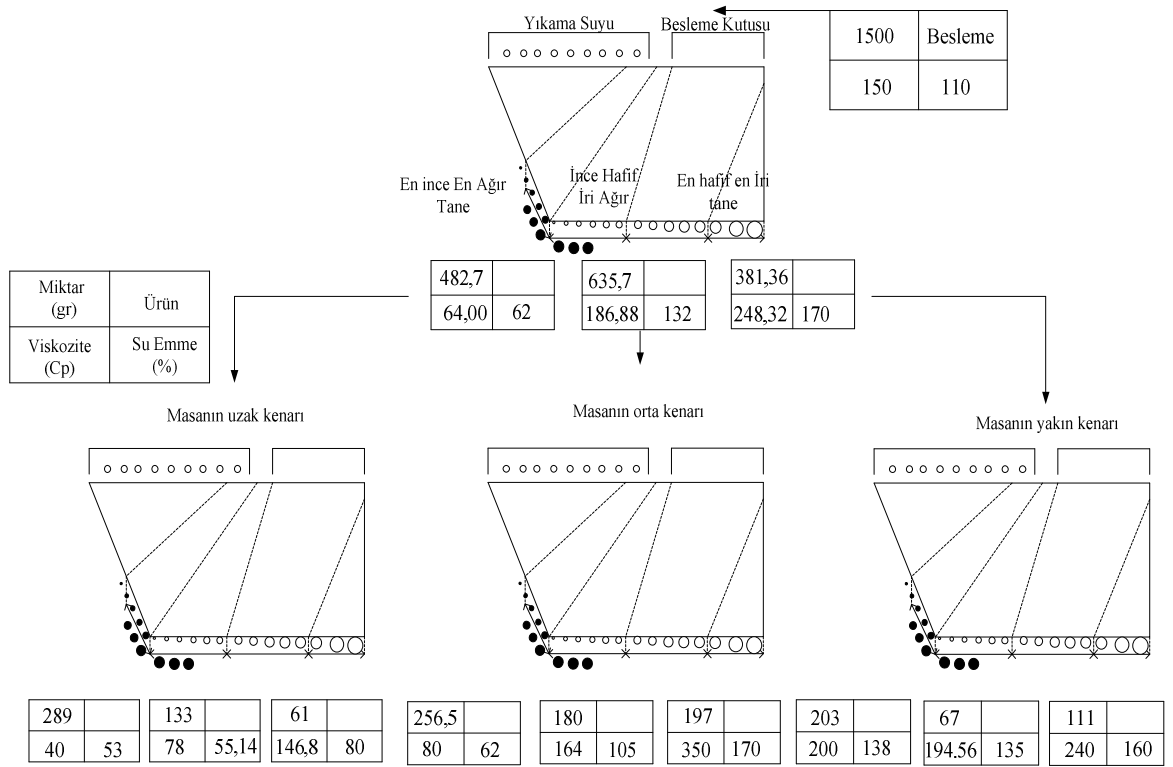 Yıkama Suyu
Besleme Kutusu
1500 Besleme
150 110
En ince En Ağır
Tane
İnce Hafif
İri Ağır
En hafif en İri
tane
482,7
64,00 62
635,7
186,88 132
381,36
248,32 170
Miktar
(gr)
Ürün
Viskozite
(Cp)
Su Emme
(%)
Masanın uzak kenarı
Masanın orta kenarı
Masanın yakın kenarı
289
40 53
133
78 55,14
61
146,8 80
256,5
80 62
180
164 105
197
350 170
203
200 138
67
194.56 135
111
240 160